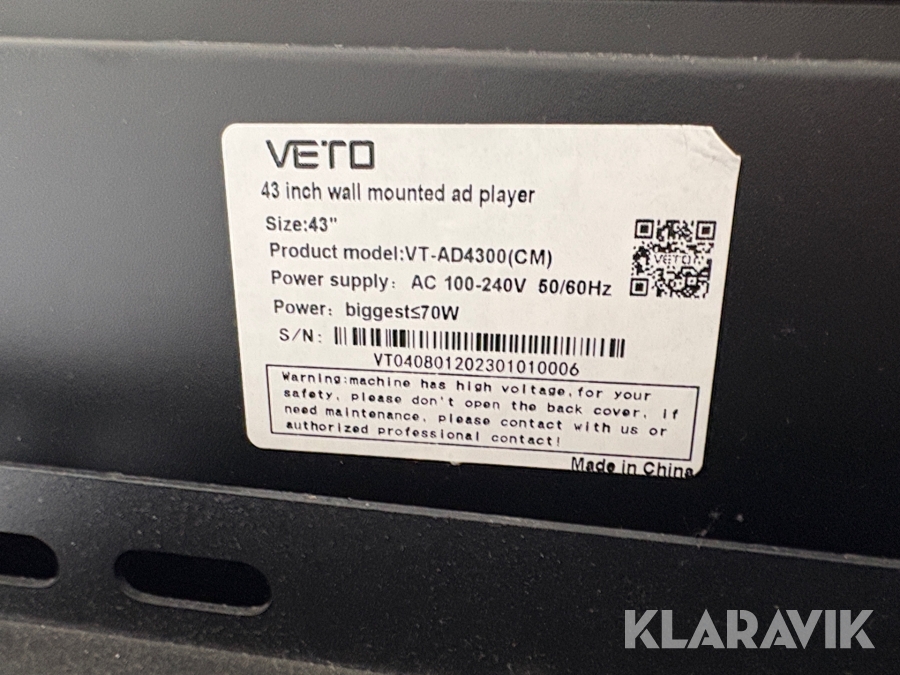 VETO
43 inch wall mounted ad player
Size:43"
Product model:VT-AD4300(CM)
Power supply: AC 100-240V 50/60Hz
VETO
Power: biggest≤70W
S/N:
VT040801202301010006
Warning:machine has high voltage,for your
safety, please don't open the back cover, if
need maintenance, please contact with us or
authorized professional contact!
Made in China
KLARAVIK